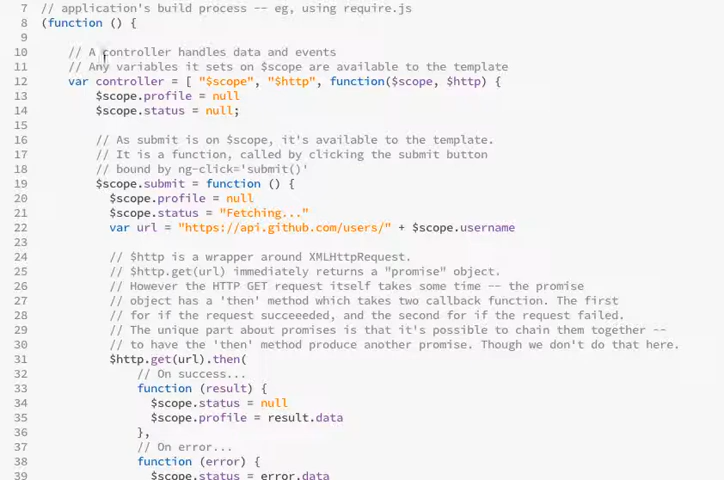 7 // application's build process -- eg, using require.js
8 (function () {
9
10 // A controller handles data and events
11 // Any variables it sets on $scope are available to the template
12 var controller = [ "$scope", "$http", function($scope, $http) {
13 $scope.profile = null
14 $scope.status = null;
15
16 // As submit is on $scope, it's available to the template.
17 // It is a function, called by clicking the submit button
18 // bound by ng-click='submit()'
19 $scope.submit = function () {
20 $scope.profile = null
21 $scope.status = "Fetching..."
22 var url = "https://api.github.com/users/" + $scope.username
23
24 // $http is a wrapper around XMLHttpRequest.
25 // $http.get(url) immediately returns a "promise" object.
26 // However the HTTP GET request itself takes some time -- the promise
27 // object has a 'then' method which takes two callback function. The first
28 // for if the request succeeeded, and the second for if the request failed.
29 // The unique part about promises is that it's possible to chain them together --
30 // to have the 'then' method produce another promise. Though we don't do that here.
31 $http.get(url).then(
32 // On success...
33 function (result) {
34 $scope.status = null
35 $scope.profile = result.data
36 },
37 // On error...
38 function (error) {
39 $scope.status = error.data